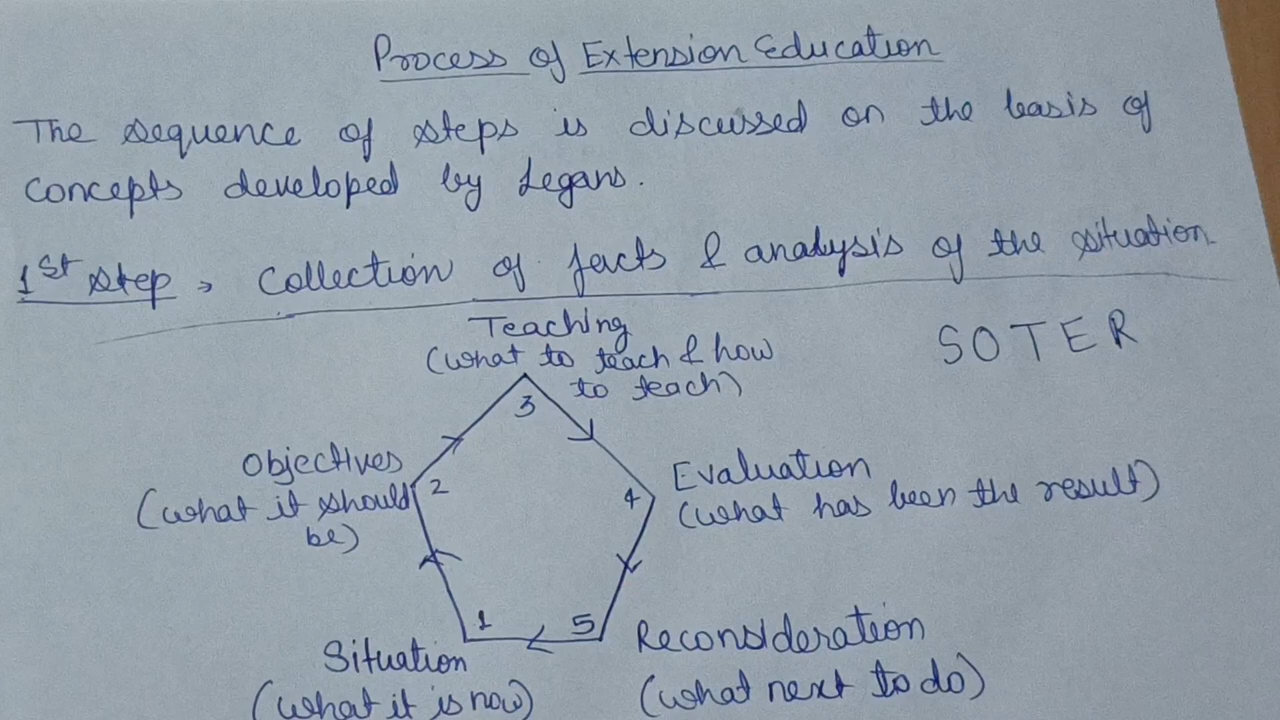 Process of Extension Education
The sequence of steps is discussed on the basis of
concepts developed by Legans.
1st step → Collection of facts & analysis of the situation
SOTER
Teaching
(what to teach & how
to teach)
3
Objectives
(what it should
be)
2
Evaluation
(what has been the result)
4
1
5
Situation
(what it is now)
Reconsideration
(what next to do)